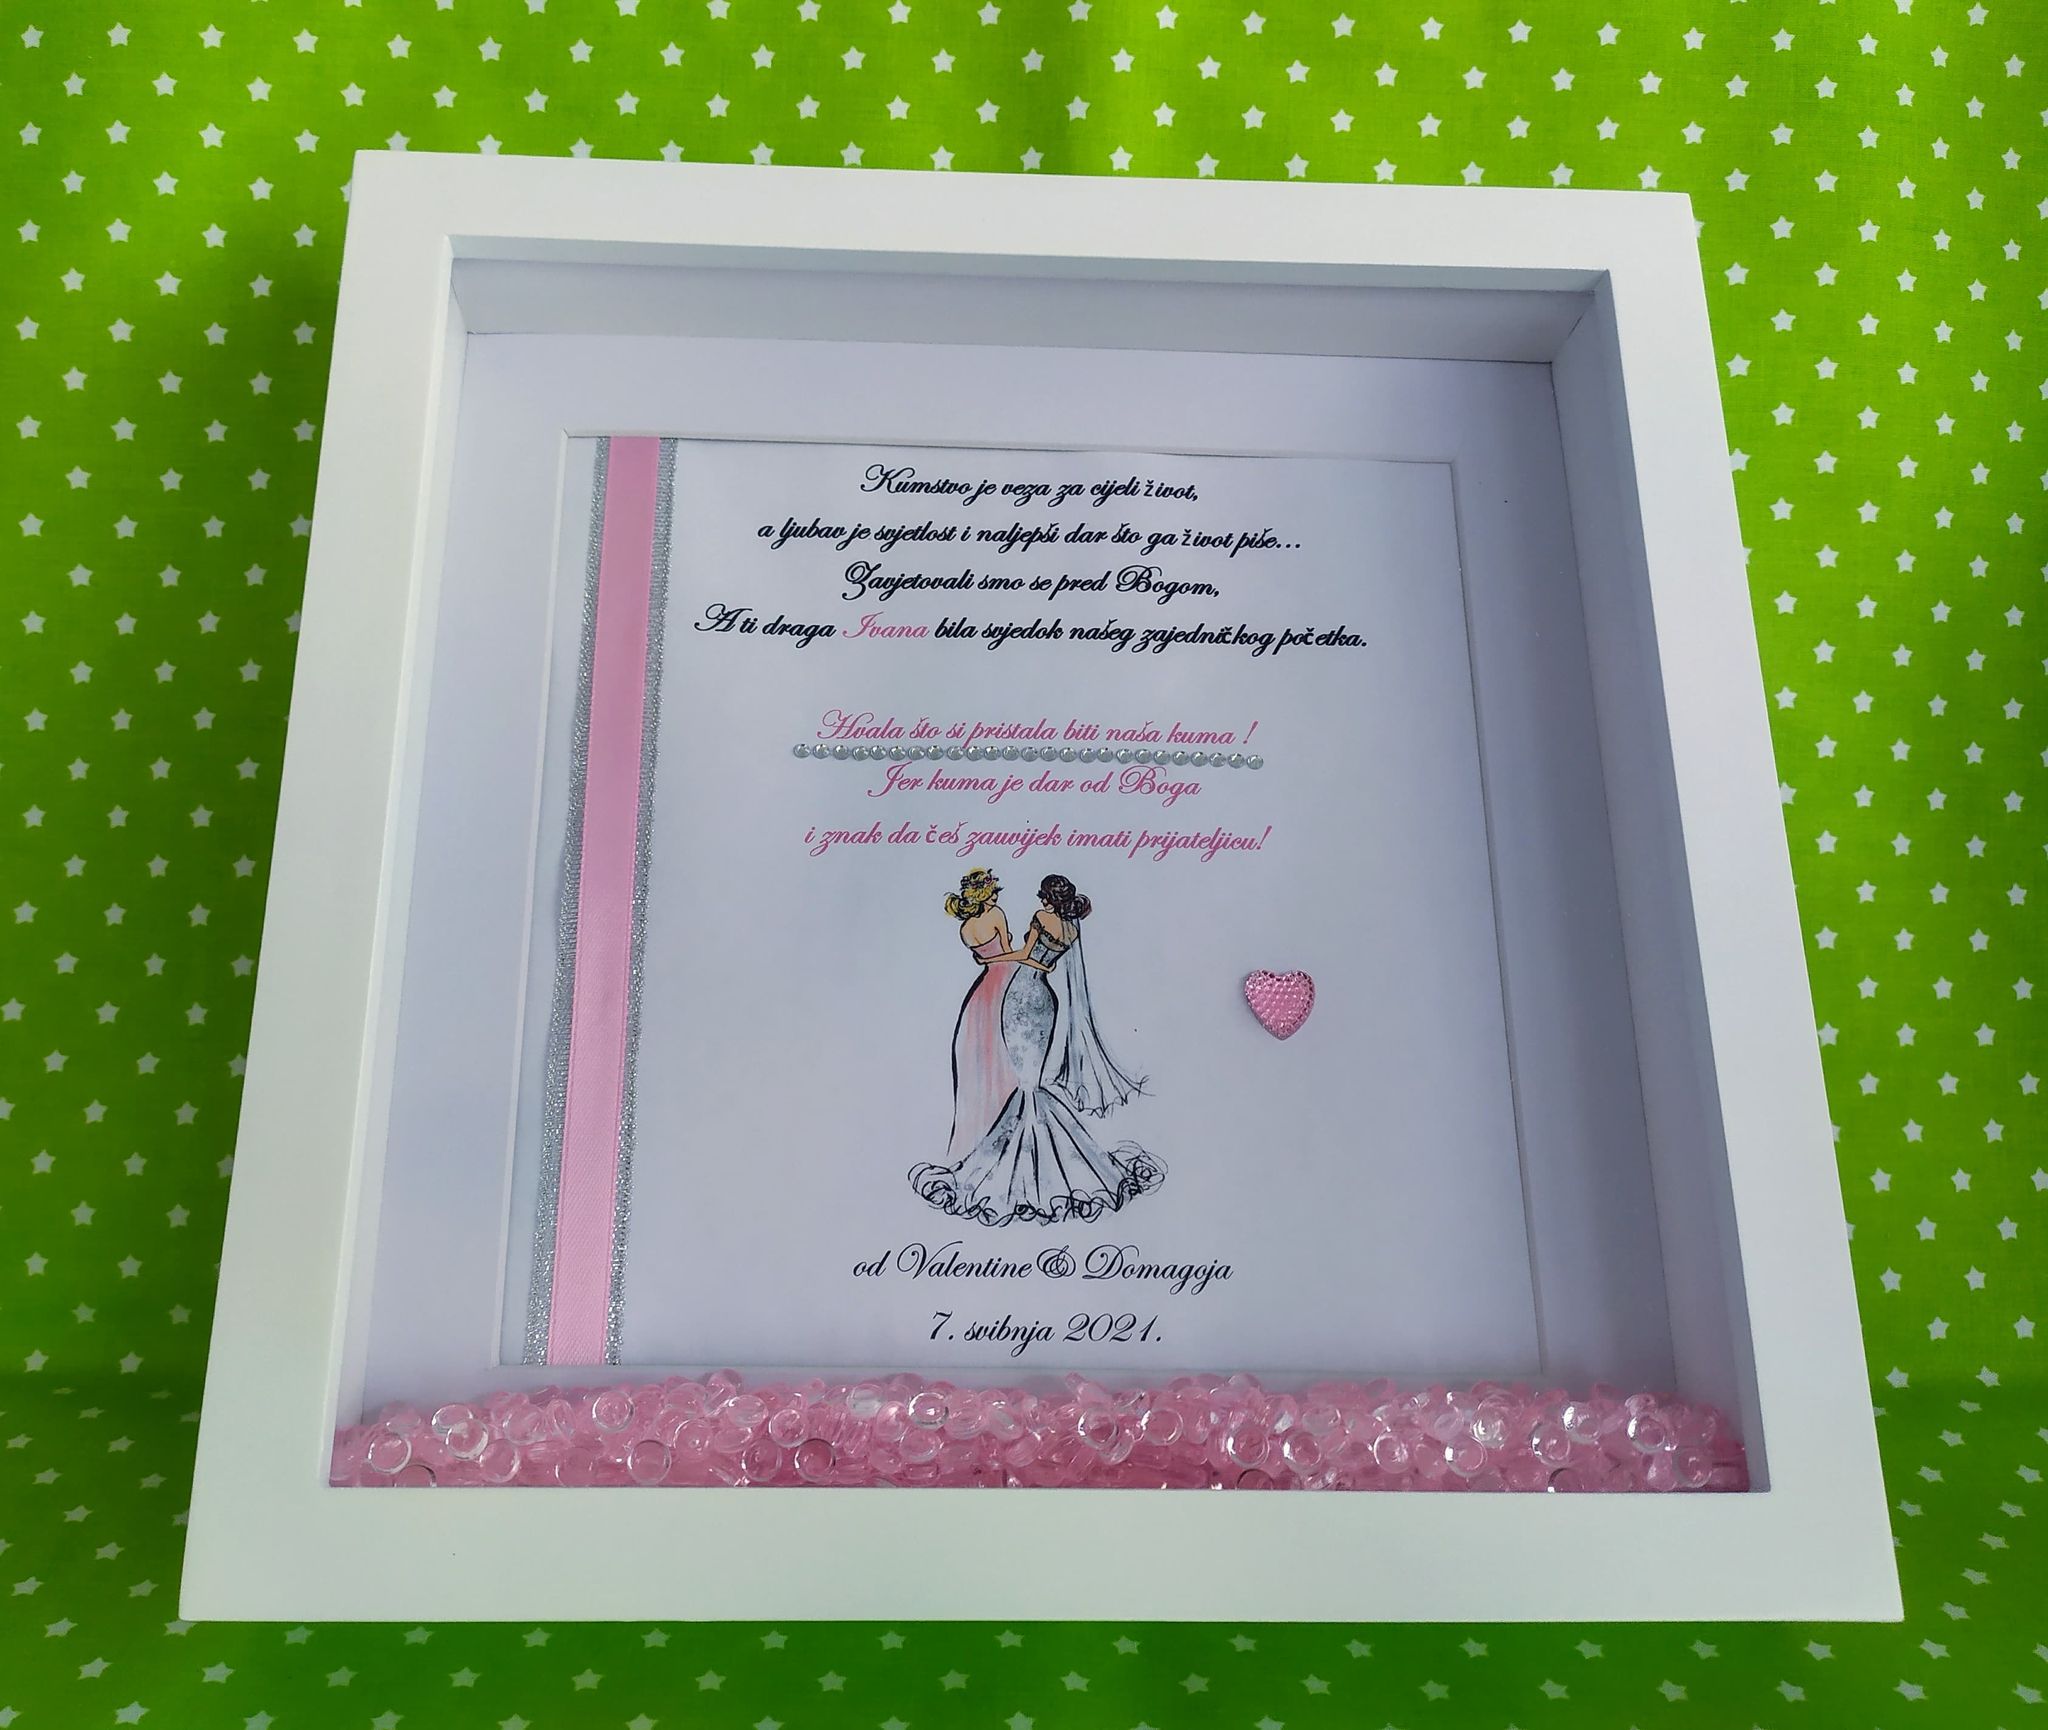 Kumstvo je veza za cijeli život,
a ljubav je svjetlost i naljepši dar što ga život piše...
Zavjetovali smo se pred Bogom,
A ti draga Ivana bila svjedok našeg zajedničkog početka.
Hvala što si pristala biti naša kuma !
Jer kuma je dar od Boga
i znak da češ zauvijek imati prijateljicu!
od Valentine & Domagoja
7. svibnja 2021.